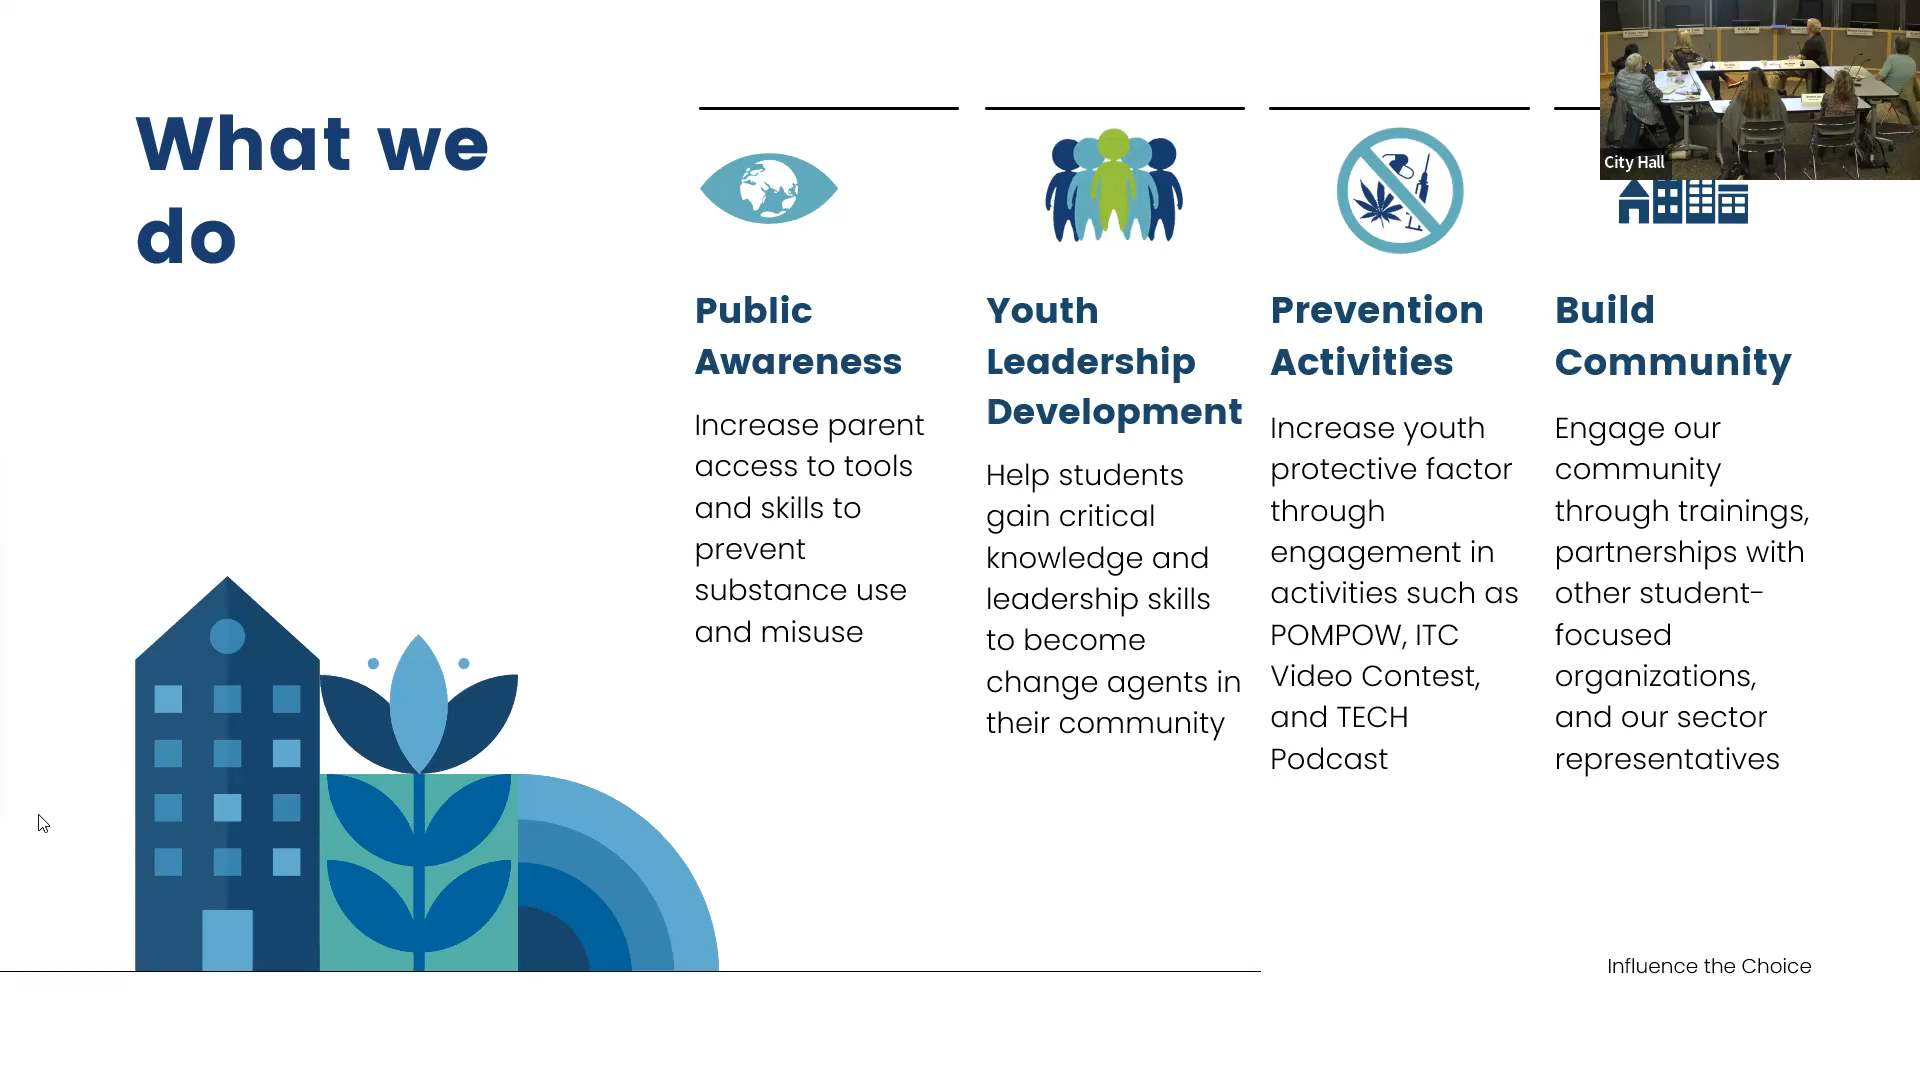 What we
do
Public
Awareness
Increase parent
access to tools
and skills to
prevent
substance use
and misuse
Youth
Leadership
Development
Help students
gain critical
knowledge and
leadership skills
to become
change agents in
their community
Prevention
Activities
Increase youth
protective factor
through
engagement in
activities such as
POMPOW, ITC
Video Contest,
and TECH
Podcast
Build
Community
Engage our
community
through trainings,
partnerships with
other student-
focused
organizations,
and our sector
representatives
City Hall
Influence the Choice